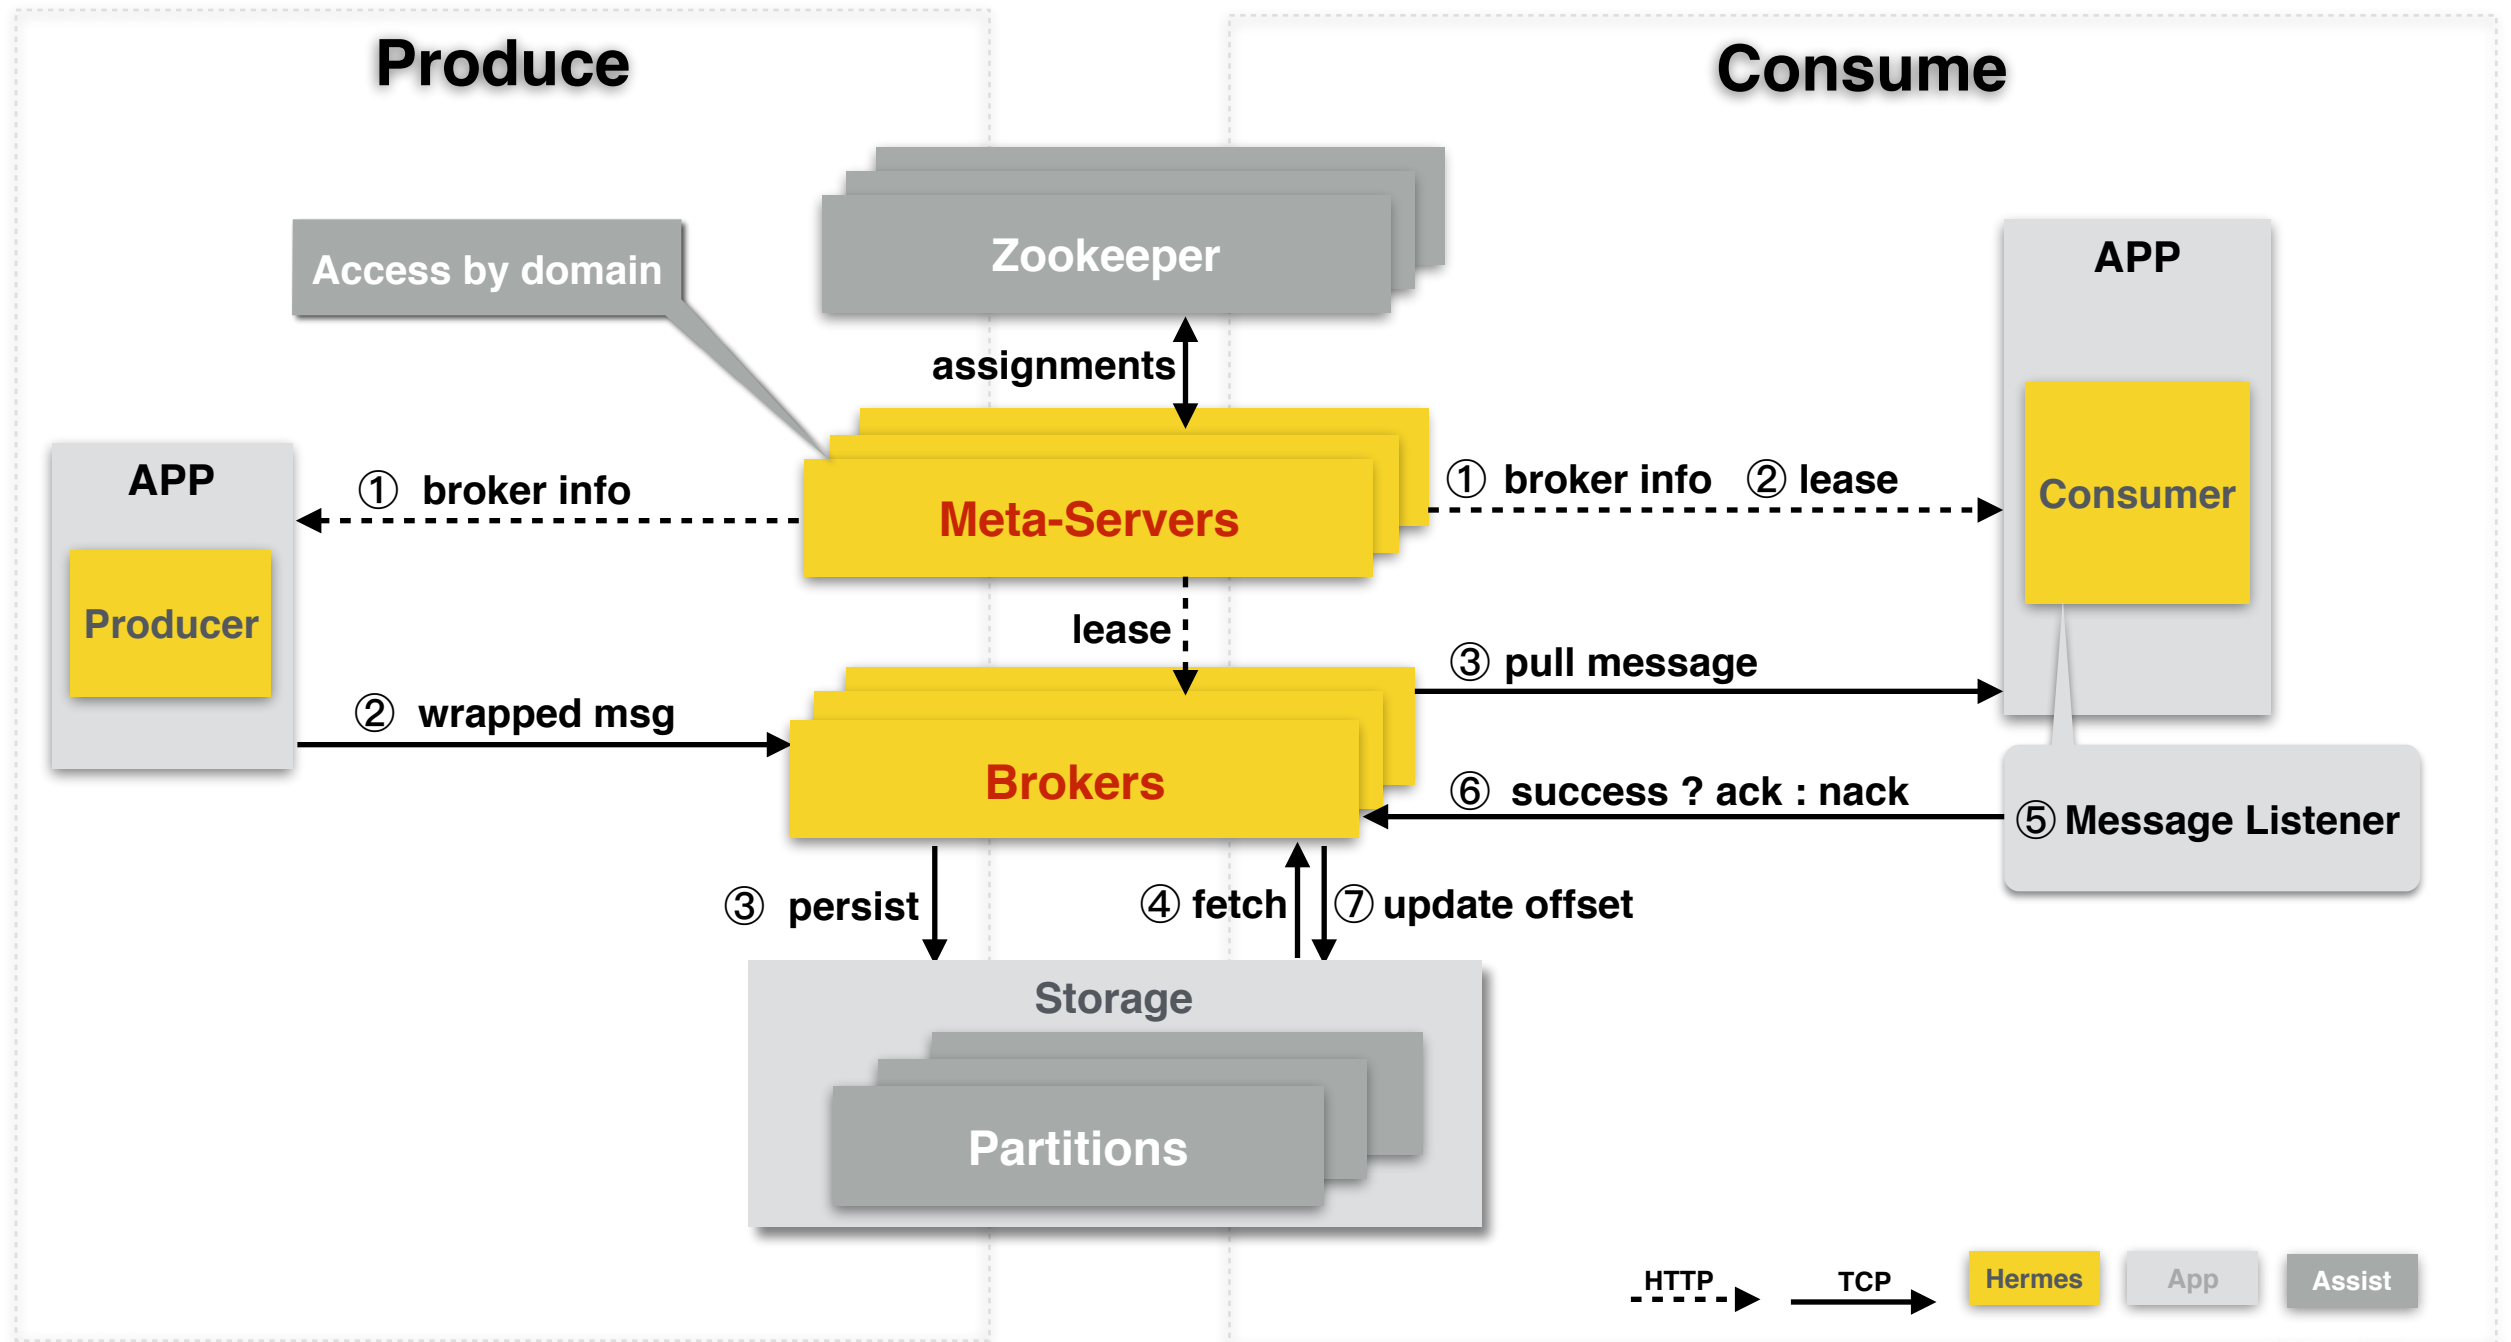 Produce
Consume
Zookeeper
Access by domain
APP
assignments
APP
① broker info
① broker info ② lease
Consumer
Meta-Servers
Producer
lease
③ pull message
② wrapped msg
Brokers
⑥ success ? ack : nack
⑤ Message Listener
③ persist
④ fetch
⑦ update offset
Storage
Partitions
HTTP
TCP
Hermes
App
Assist